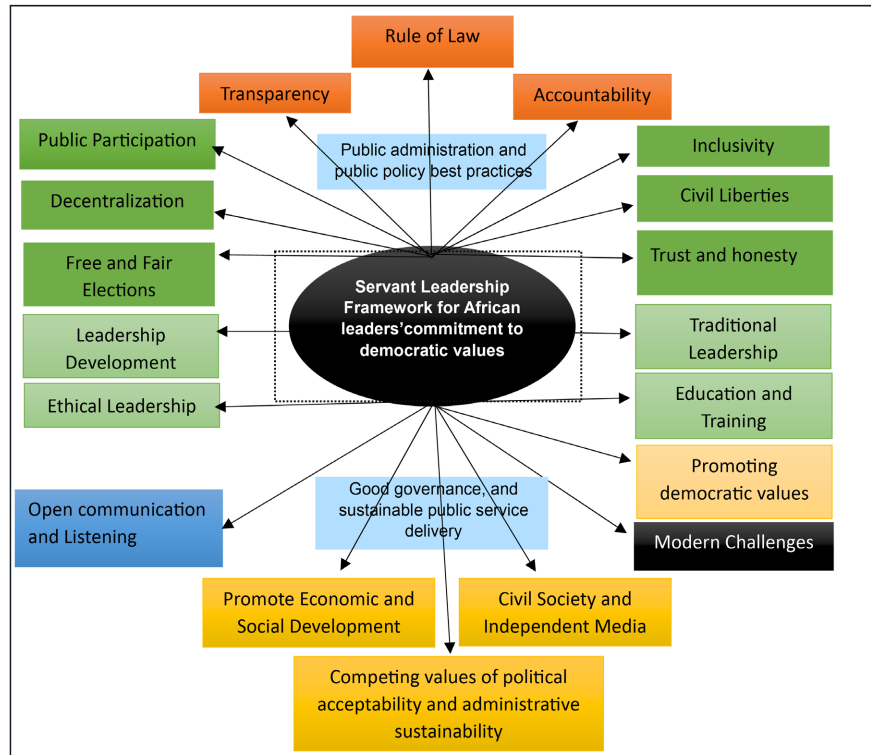 Rule of Law
Transparency
Accountability
Public Participation
Public administration and
public policy best practices
Inclusivity
Decentralization
Civil Liberties
Free and Fair
Elections
Trust and honesty
Servant Leadership
Framework for African
leaders'commitment to
democratic values
Leadership
Development
Traditional
Leadership
Ethical Leadership
Education and
Training
Promoting
democratic values
Open communication
and Listening
Good governance, and
sustainable public service
delivery
Modern Challenges
Promote Economic and
Social Development
Civil Society and
Independent Media
Competing values of political
acceptability and administrative
sustainability